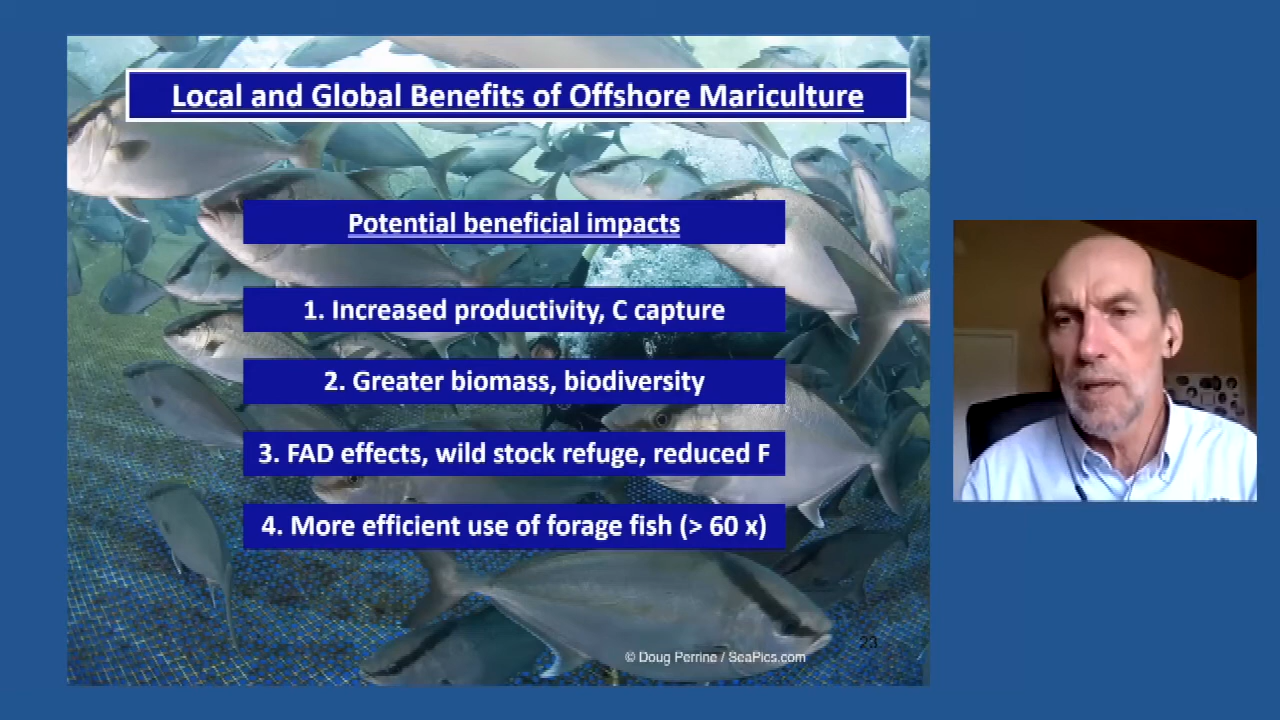 Local and Global Benefits of Offshore Mariculture
Potential beneficial impacts
1. Increased productivity, C capture
2. Greater biomass, biodiversity
3. FAD effects, wild stock refuge, reduced F
4. More efficient use of forage fish (> 60 x)
23
© Doug Perrine / SeaPics.com